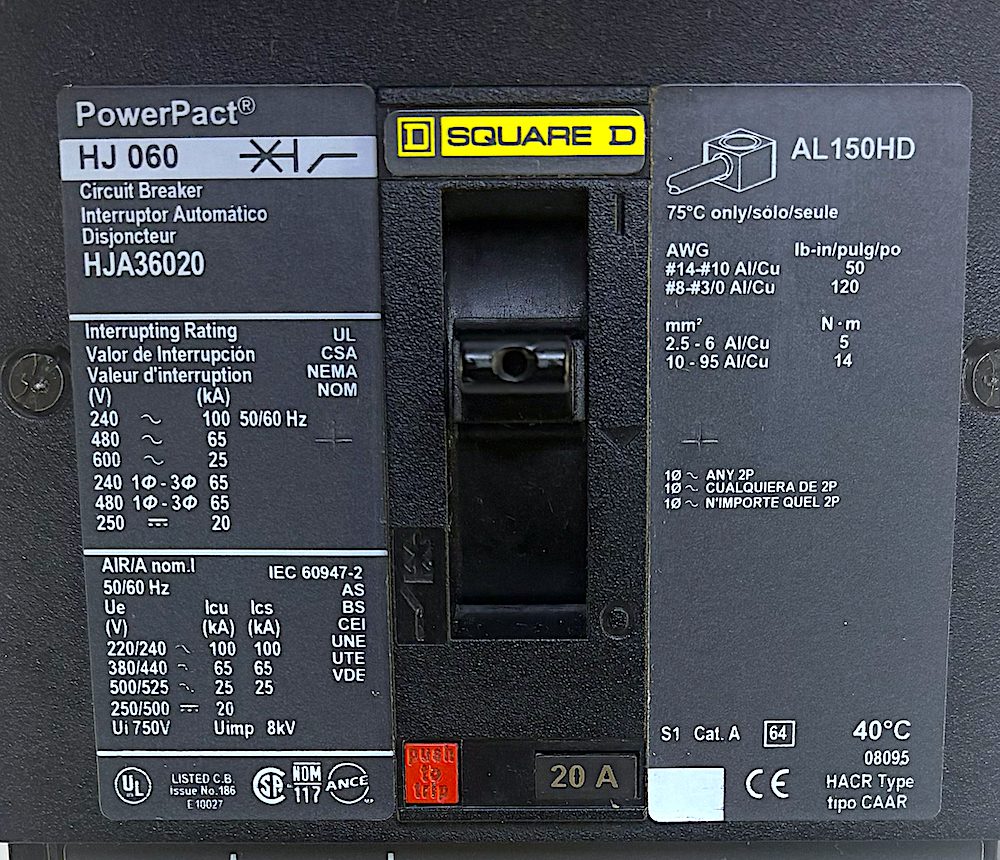 PowerPact®
HJ 060
Circuit Breaker
Interruptor Automático
Disjoncteur
HJA36020
Interrupting Rating UL
Valor de Interrupción CSA
Valeur d'interruption NEMA
(V) (kA) NOM
240 ~ 100 50/60 Hz
480 ~ 65
600 ~ 25
240 1Φ - 3Φ 65
480 1Φ - 3Φ 65
250 ⎓ 20
AIR/A nom.I IEC 60947-2
50/60 Hz AS
Ue Icu Ics BS
(V) (kA) (kA) CEI
220/240 ~ 100 100 UNE
380/440 ~ 65 65 UTE
500/525 ~ 25 25 VDE
250/500 ⎓ 20
Ui 750V Uimp 8kV
UL LISTED C.B.
Issue No.186
E10027
SA NOM
117 ANCE
D SQUARE D
I
O
push
to
trip
20 A
AL150HD
75°C only/sólo/seule
AWG lb-in/pulg/po
#14-#10 Al/Cu 50
#8-#3/0 Al/Cu 120
mm² N·m
2.5 - 6 Al/Cu 5
10 - 95 Al/Cu 14
1Ø ~ ANY 2P
1Ø ~ CUALQUIERA DE 2P
1Ø ~ N'IMPORTE QUEL 2P
S1 Cat. A 64 40°C
08095
CE HACR Type
tipo CAAR